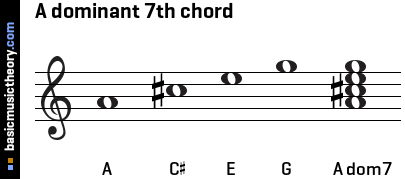 A dominant 7th chord
basicmusictheory.com
A C♯ E G A dom7